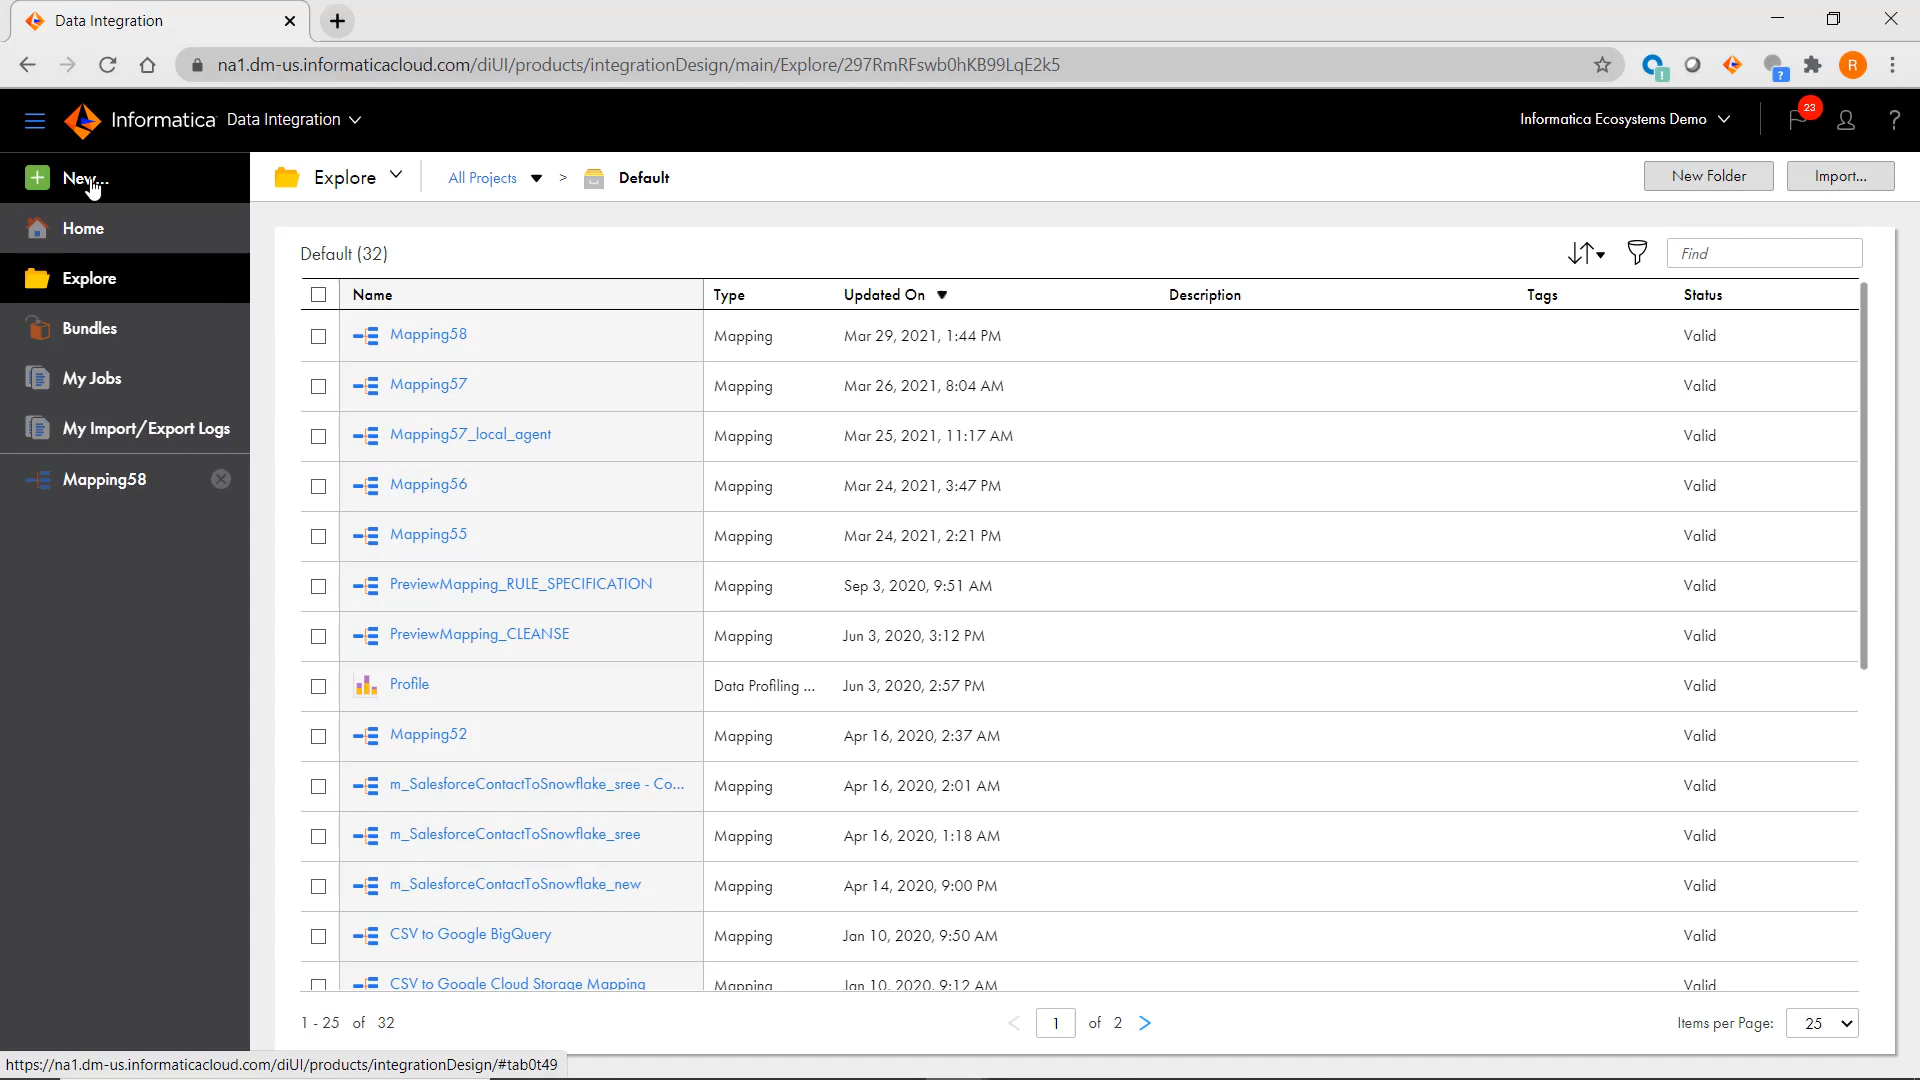 Data Integration
na1.dm-us.informaticacloud.com/diUI/products/integrationDesign/main/Explore/297RmRFswb0hKB99LqE2k5
R
Informatica Data Integration
Informatica Ecosystems Demo
23
?
New...
Home
Explore
Bundles
My Jobs
My Import/Export Logs
Mapping58
Explore All Projects > Default
New Folder Import...
Default (32)
Find
Name Type Updated On Description Tags Status
Mapping58 Mapping Mar 29, 2021, 1:44 PM Valid
Mapping57 Mapping Mar 26, 2021, 8:04 AM Valid
Mapping57_local_agent Mapping Mar 25, 2021, 11:17 AM Valid
Mapping56 Mapping Mar 24, 2021, 3:47 PM Valid
Mapping55 Mapping Mar 24, 2021, 2:21 PM Valid
PreviewMapping_RULE_SPECIFICATION Mapping Sep 3, 2020, 9:51 AM Valid
PreviewMapping_CLEANSE Mapping Jun 3, 2020, 3:12 PM Valid
Profile Data Profiling ... Jun 3, 2020, 2:57 PM Valid
Mapping52 Mapping Apr 16, 2020, 2:37 AM Valid
m_SalesforceContactToSnowflake_sree - Co... Mapping Apr 16, 2020, 2:01 AM Valid
m_SalesforceContactToSnowflake_sree Mapping Apr 16, 2020, 1:18 AM Valid
m_SalesforceContactToSnowflake_new Mapping Apr 14, 2020, 9:00 PM Valid
CSV to Google BigQuery Mapping Jan 10, 2020, 9:50 AM Valid
CSV to Google Cloud Storage Mapping Mapping Jan 10, 2020, 9:12 AM Valid
1 - 25 of 32
1 of 2
Items per Page: 25
https://na1.dm-us.informaticacloud.com/diUI/products/integrationDesign/#tab0t49